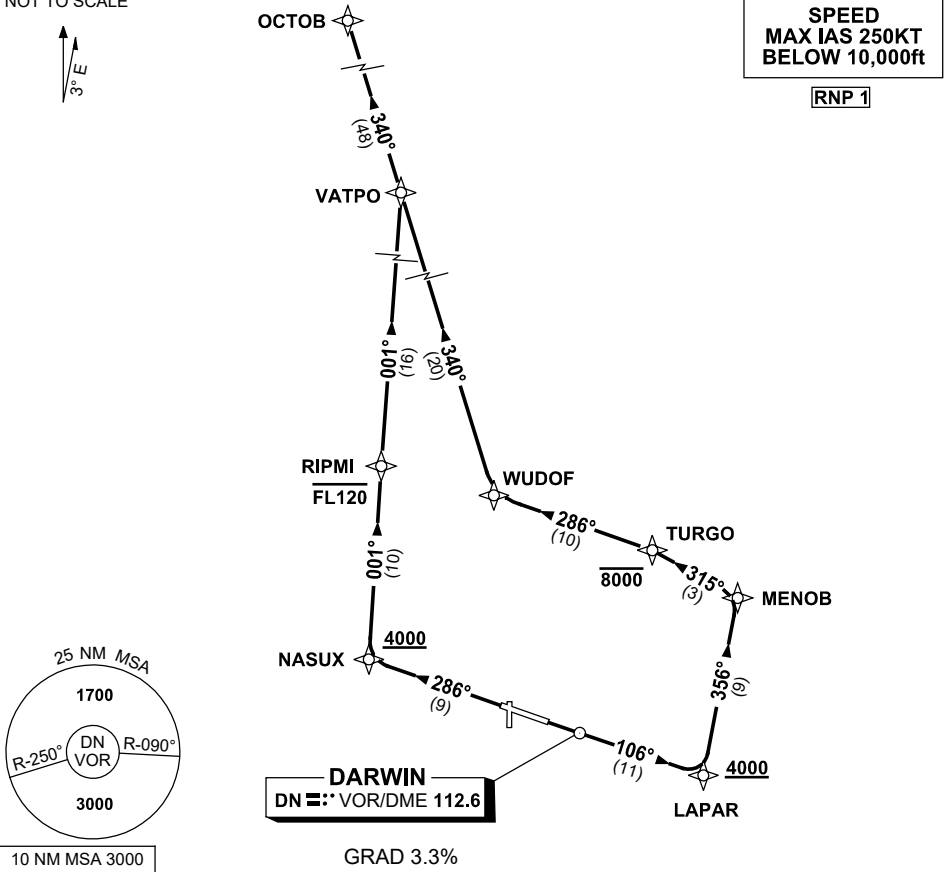 NOT TO SCALE
3° E
OCTOB
SPEED
MAX IAS 250KT
BELOW 10,000ft
RNP 1
340°
(48)
VATPO
001°
(16)
340°
(20)
RIPMI
FL120
WUDOF
286°
(10)
TURGO
8000
315°
(3)
MENOB
001°
(10)
NASUX
4000
286°
(9)
356°
(9)
106°
(11)
4000
LAPAR
25 NM MSA
1700
R-250°
DN
VOR
R-090°
3000
10 NM MSA 3000
DARWIN
DN VOR/DME 112.6
GRAD 3.3%